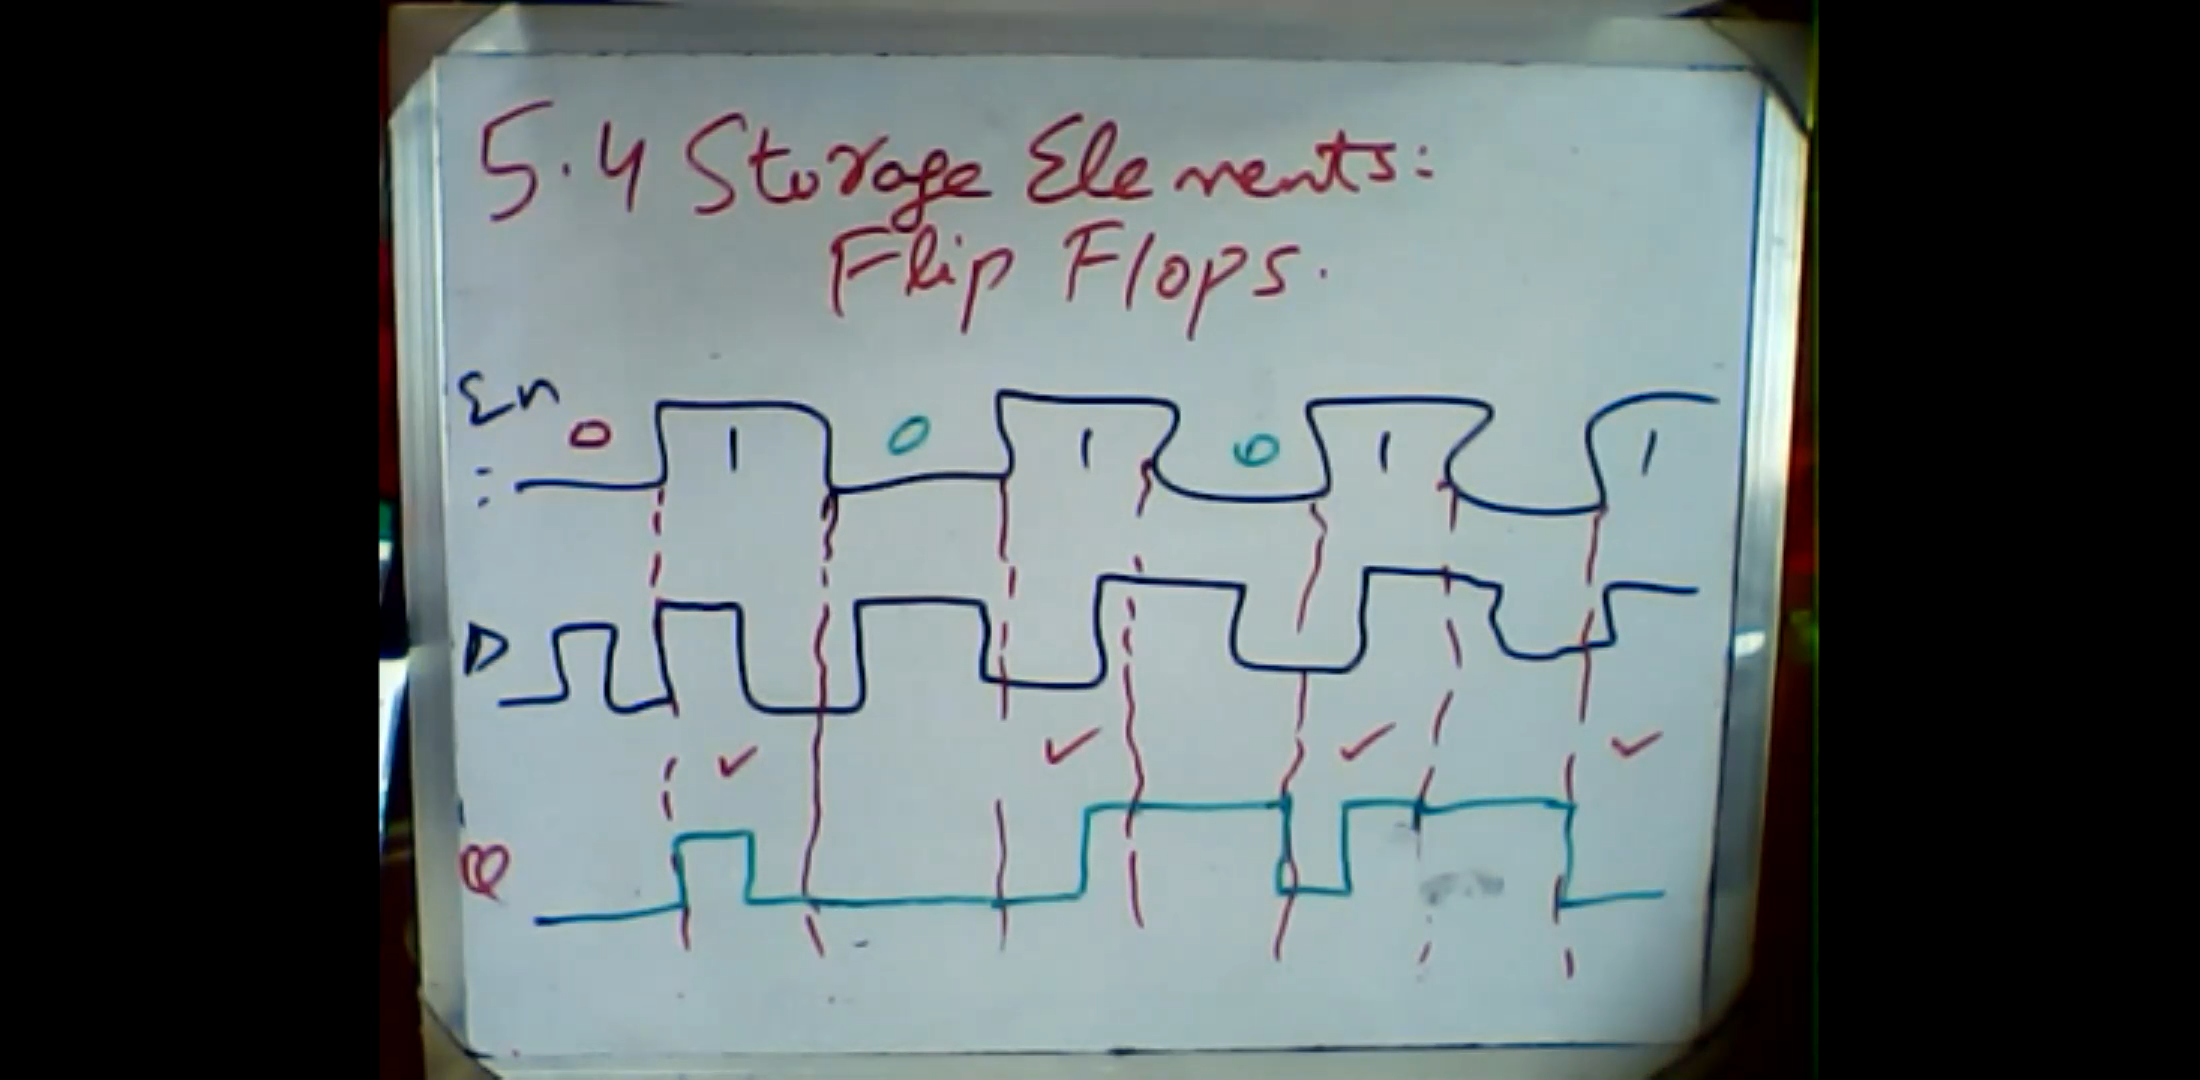 5.4 Storage Elements:
Flip Flops.
En
0 1 0 1 0 1 1
D
Q